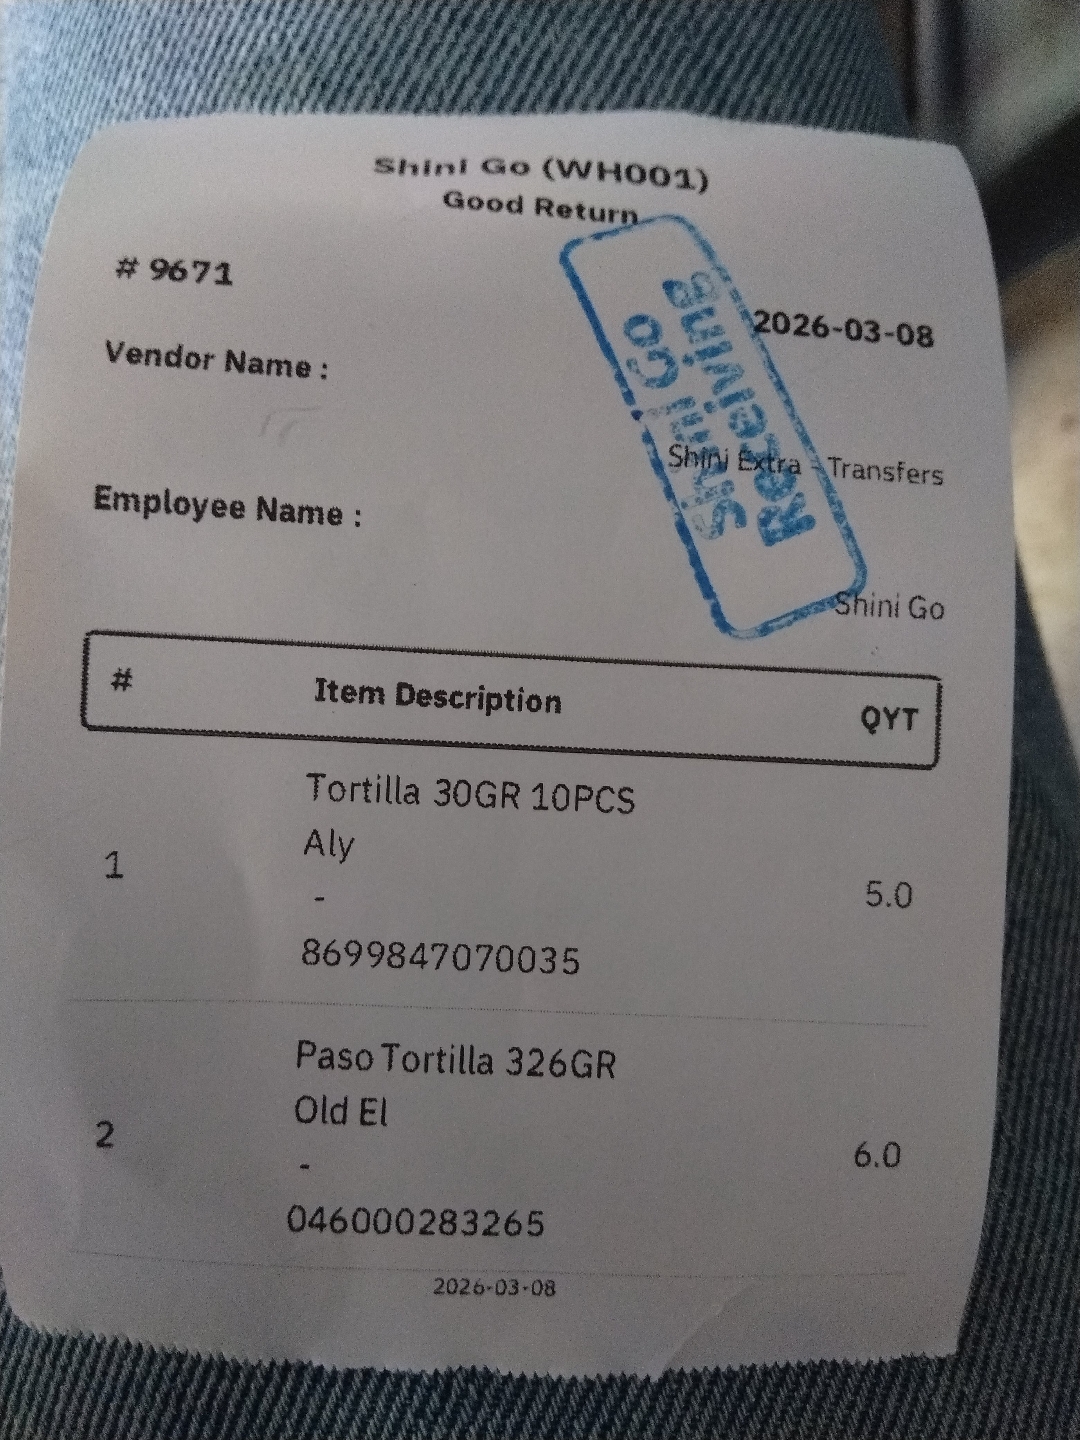 Shini Go (WH001)
Good Return
# 9671
2026-03-08
Vendor Name :
Shini Extra - Transfers
Employee Name :
Shini Go
Shini Go
Receiving
# Item Description QYT
Tortilla 30GR 10PCS
Aly
1 - 5.0
8699847070035
Paso Tortilla 326GR
Old El
2 - 6.0
046000283265
2026-03-08